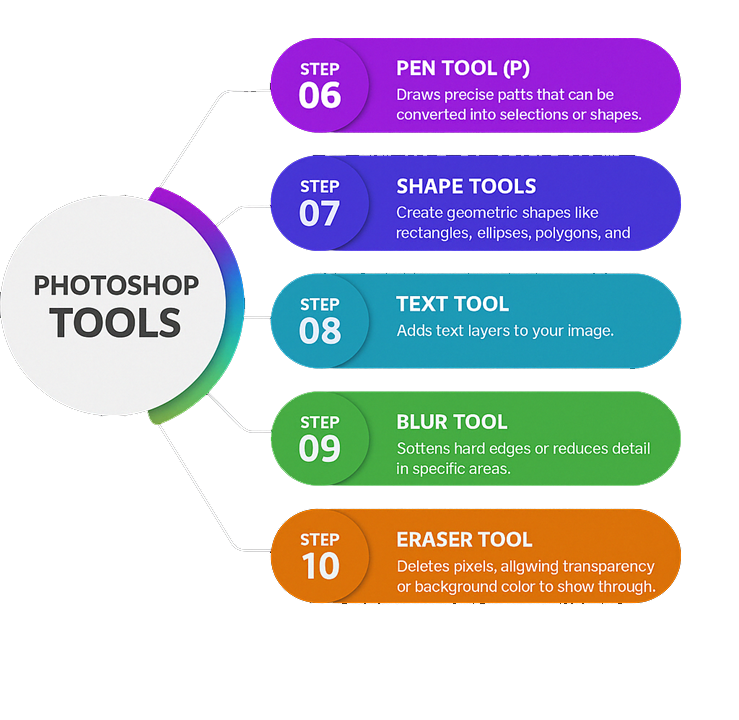 PHOTOSHOP
TOOLS
STEP
06
PEN TOOL (P)
Draws precise patts that can be
converted into selections or shapes.
STEP
07
SHAPE TOOLS
Create geometric shapes like
rectangles, ellipses, polygons, and
STEP
08
TEXT TOOL
Adds text layers to your image.
STEP
09
BLUR TOOL
Sottens hard edges or reduces detail
in specific areas.
STEP
10
ERASER TOOL
Deletes pixels, allgwing transparency
or background color to show through.